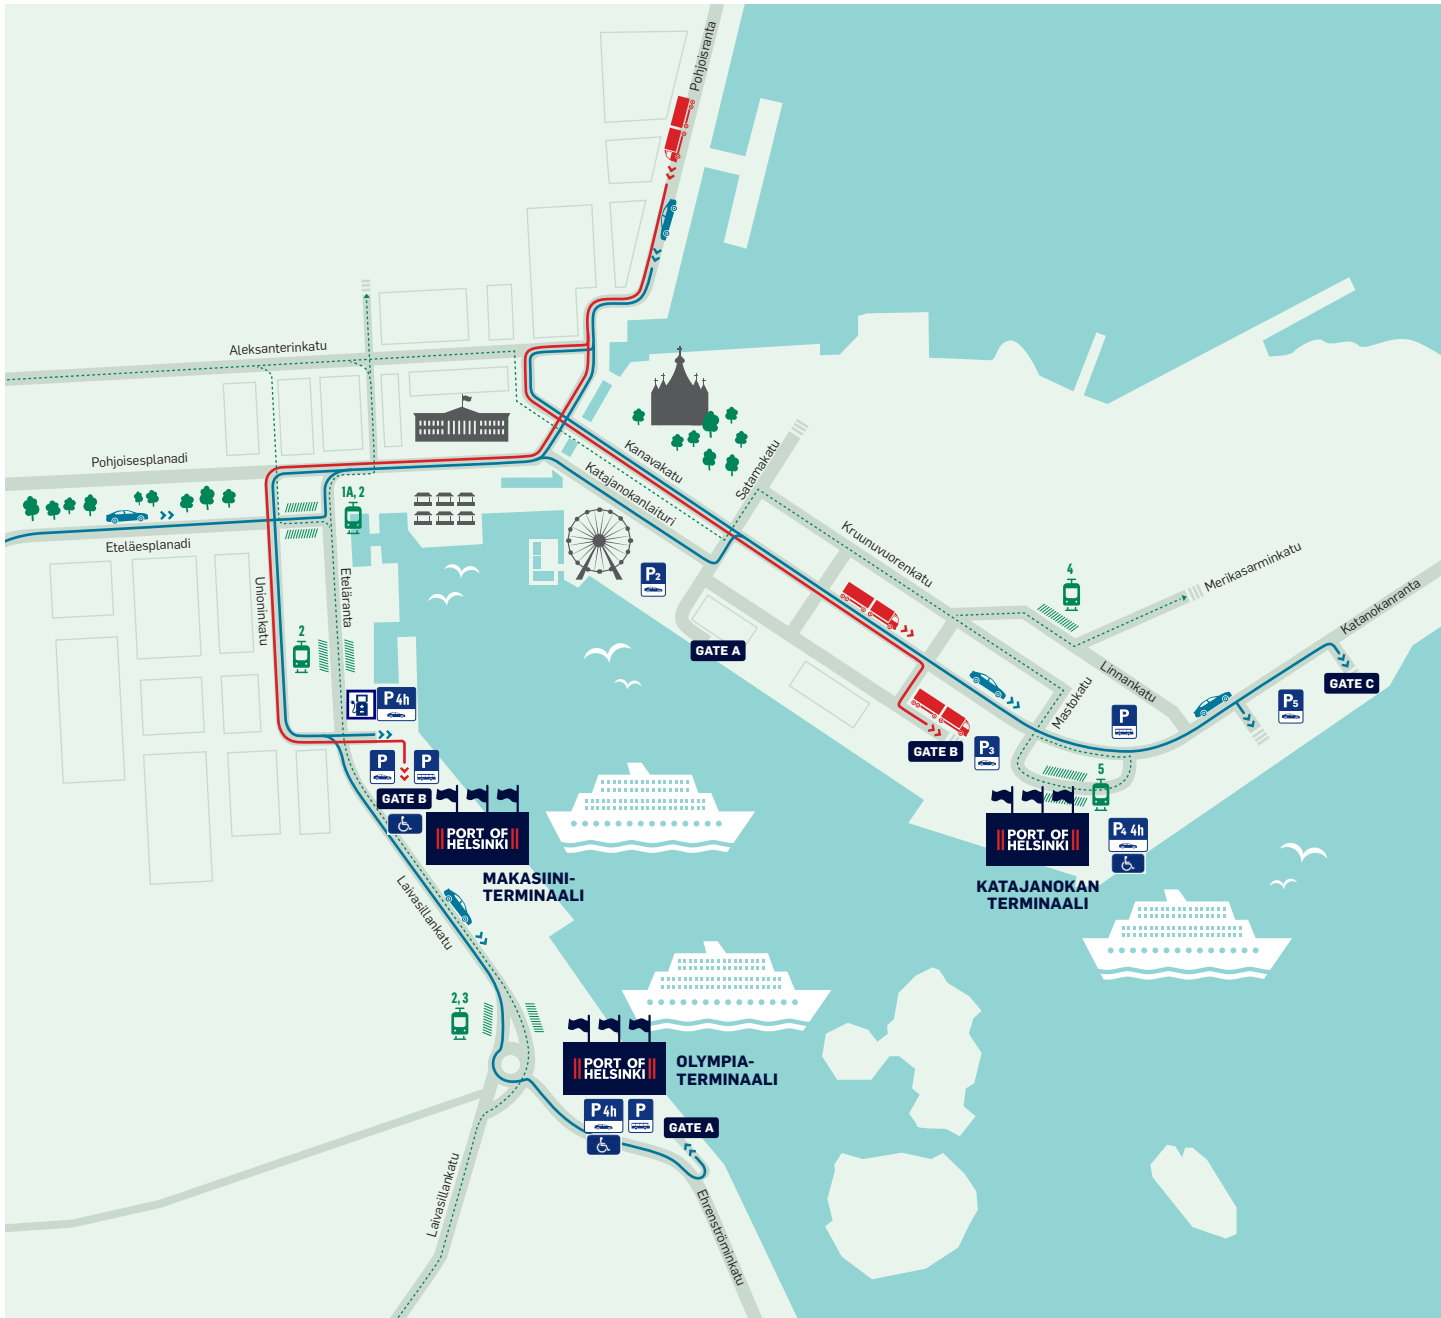 Pohjoisranta
Aleksanterinkatu
Pohjoisesplanadi
Eteläesplanadi
Unioninkatu
Eteläranta
1A, 2
2
Kanavakatu
Katajanokanlaituri
Satamakatu
Kruunuvuorenkatu
4
Merikasarminkatu
Katanokanranta
Linnankatu
Mastokatu
P2
GATE A
GATE C
P5
P
GATE B
P3
5
P 4h
P
P
GATE B
PORT OF
HELSINKI
MAKASIINI-
TERMINAALI
PORT OF
HELSINKI
P4 4h
KATAJANOKAN
TERMINAALI
Laivasillankatu
2, 3
PORT OF
HELSINKI
OLYMPIA-
TERMINAALI
P 4h
P
GATE A
Laivasillankatu
Ehrenströminkatu